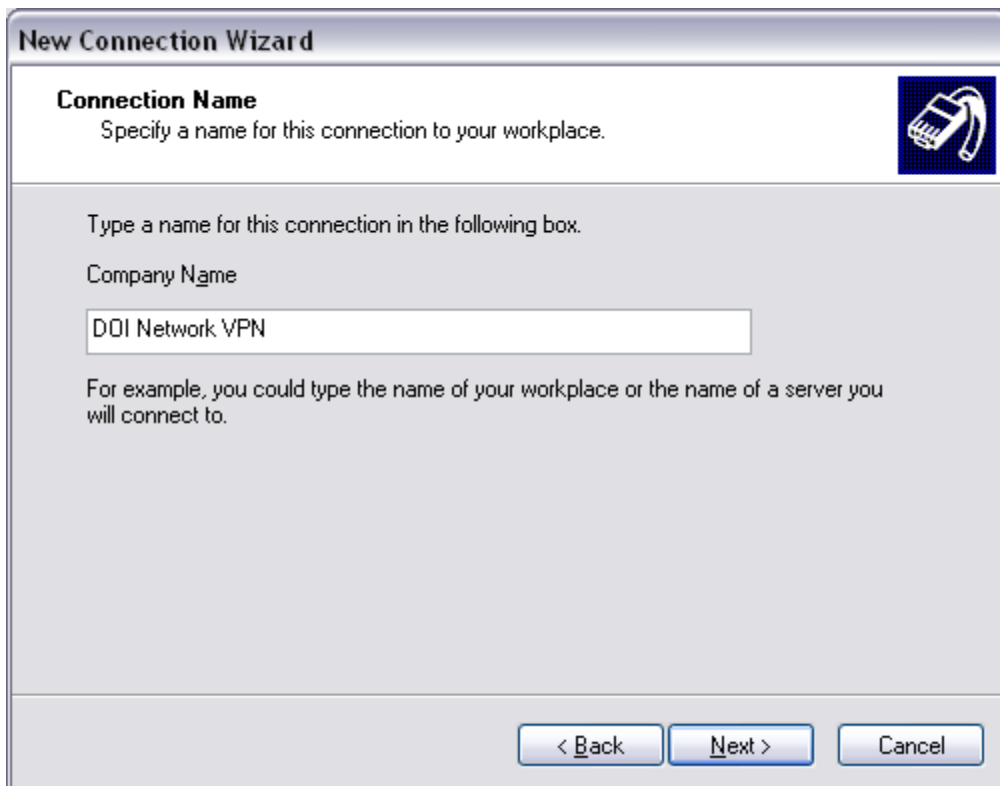 New Connection Wizard
Connection Name
Specify a name for this connection to your workplace.
Type a name for this connection in the following box.
Company Name
DOI Network VPN
For example, you could type the name of your workplace or the name of a server you
will connect to.
< Back
Next >
Cancel